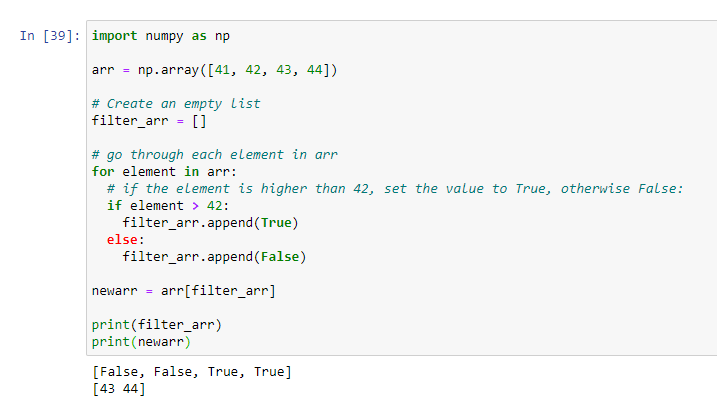 In [39]: import numpy as np
arr = np.array([41, 42, 43, 44])
# Create an empty list
filter_arr = []
# go through each element in arr
for element in arr:
  # if the element is higher than 42, set the value to True, otherwise False:
  if element > 42:
    filter_arr.append(True)
  else:
    filter_arr.append(False)
newarr = arr[filter_arr]
print(filter_arr)
print(newarr)
[False, False, True, True]
[43 44]